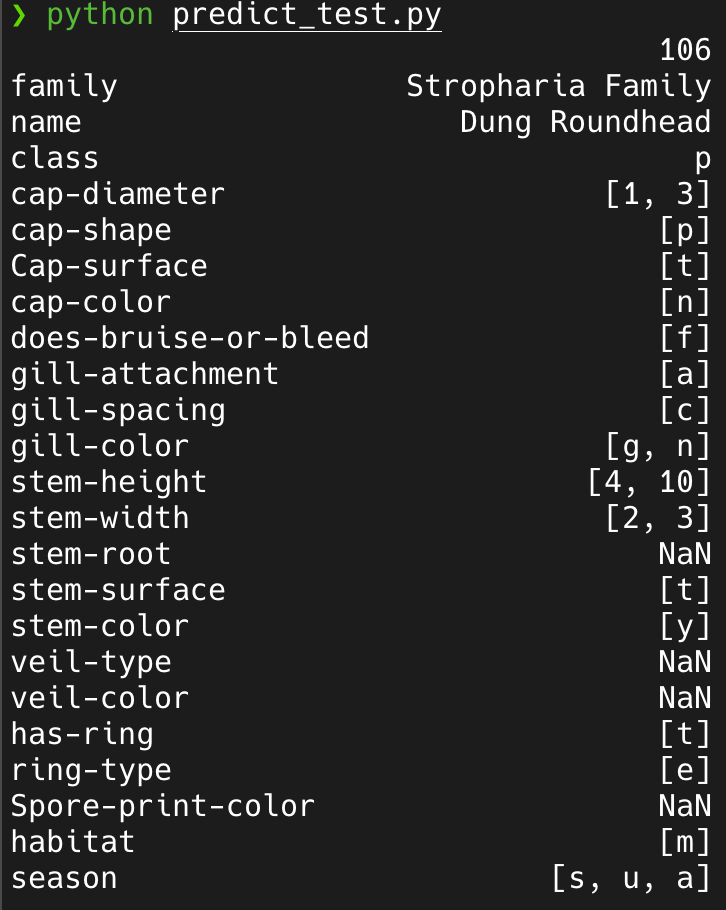 ❯ python predict_test.py
106
family Stropharia Family
name Dung Roundhead
class p
cap-diameter [1, 3]
cap-shape [p]
Cap-surface [t]
cap-color [n]
does-bruise-or-bleed [f]
gill-attachment [a]
gill-spacing [c]
gill-color [g, n]
stem-height [4, 10]
stem-width [2, 3]
stem-root NaN
stem-surface [t]
stem-color [y]
veil-type NaN
veil-color NaN
has-ring [t]
ring-type [e]
Spore-print-color NaN
habitat [m]
season [s, u, a]